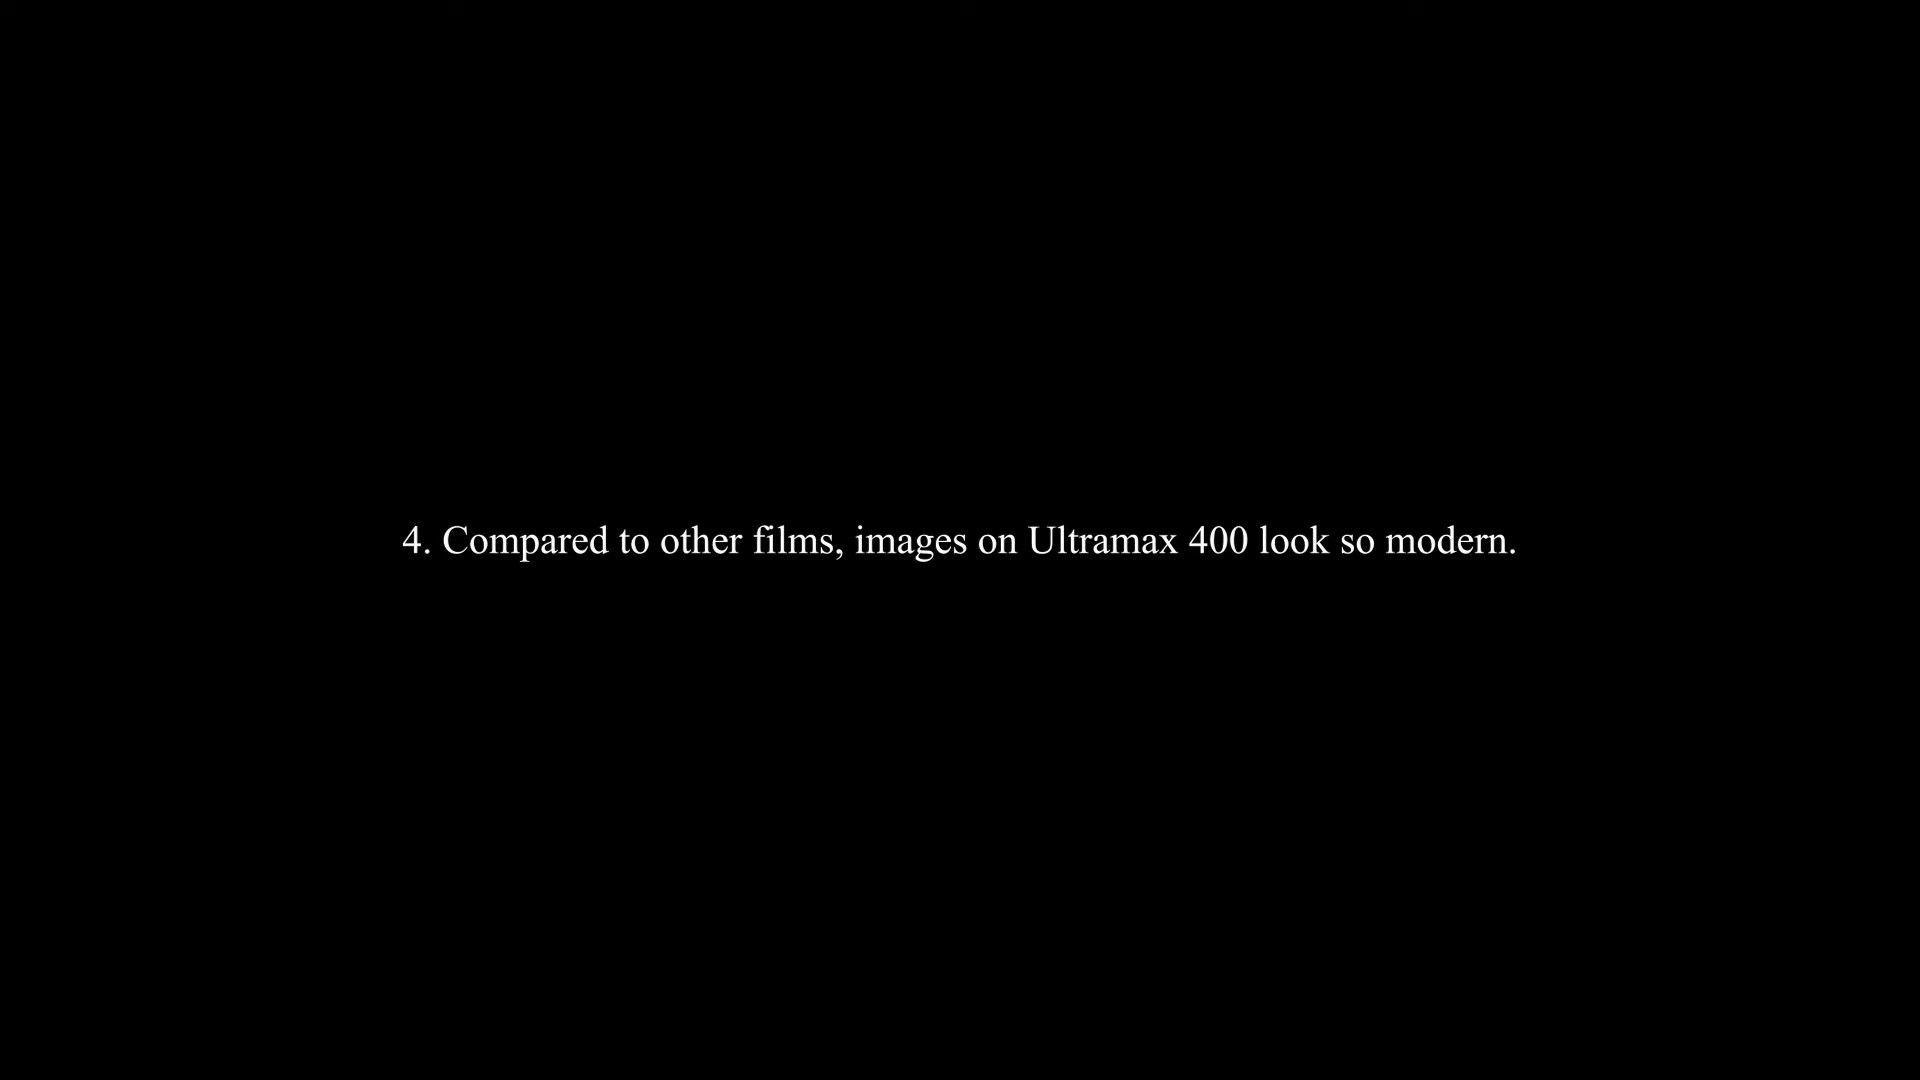 4. Compared to other films, images on Ultramax 400 look so modern.